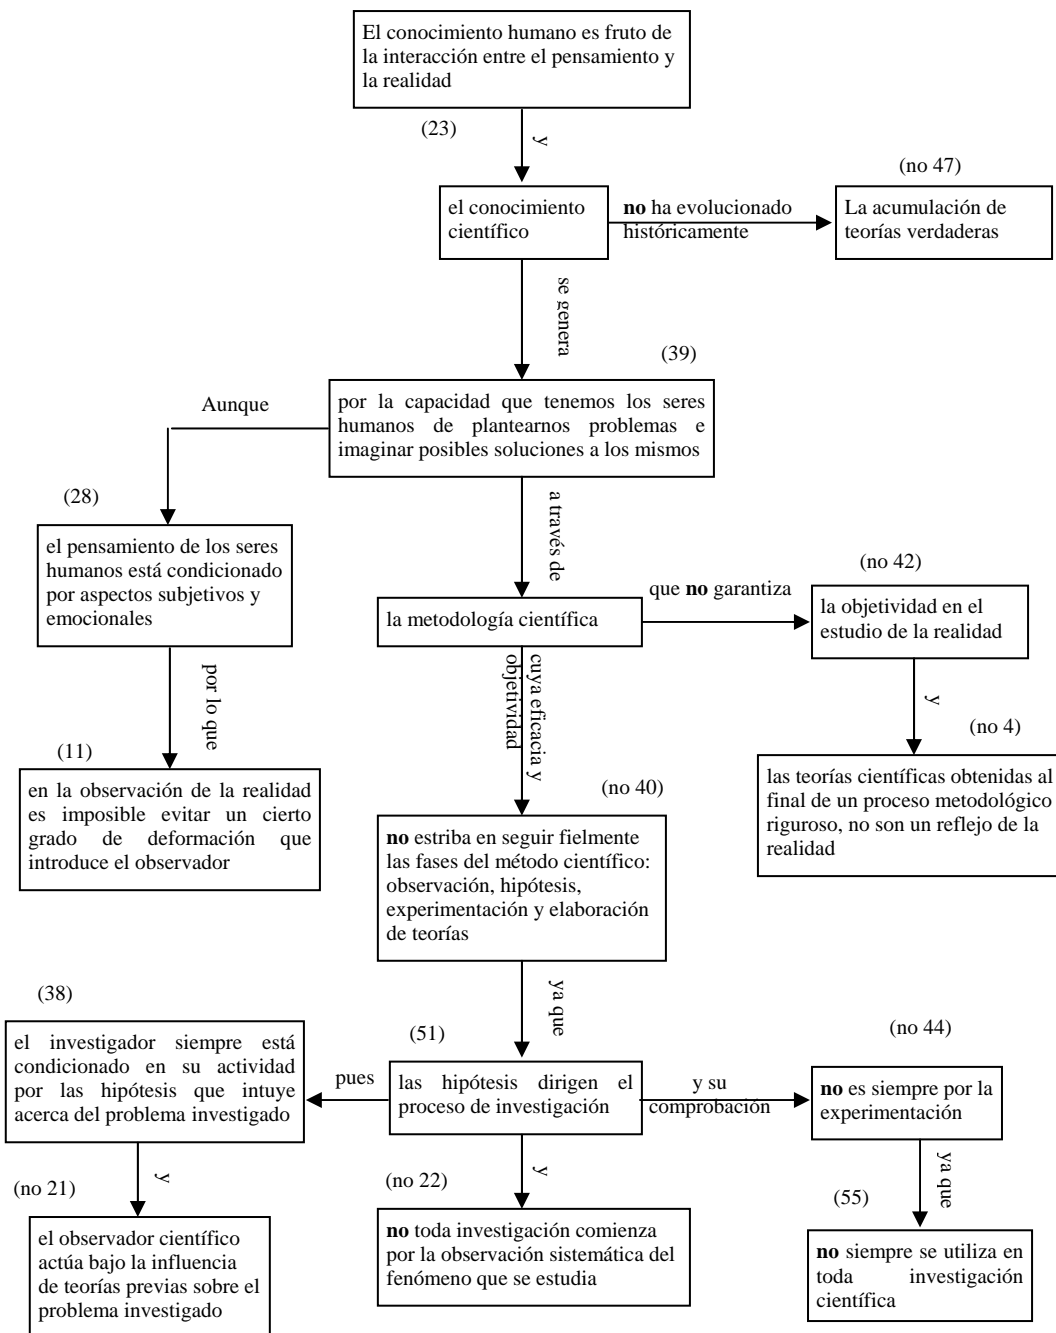 El conocimiento humano es fruto de
la interacción entre el pensamiento y
la realidad
(23)
y
(no 47)
el conocimiento
científico
no ha evolucionado
históricamente
La acumulación de
teorías verdaderas
se genera
(39)
Aunque
por la capacidad que tenemos los seres
humanos de plantearnos problemas e
imaginar posibles soluciones a los mismos
(28)
a través de
el pensamiento de los seres
humanos está condicionado
por aspectos subjetivos y
emocionales
(no 42)
que no garantiza
la metodología científica
la objetividad en el
estudio de la realidad
por lo que
cuya eficacia y
objetividad
y
(no 4)
(11)
en la observación de la realidad
es imposible evitar un cierto
grado de deformación que
introduce el observador
las teorías científicas obtenidas al
final de un proceso metodológico
riguroso, no son un reflejo de la
realidad
(no 40)
no estriba en seguir fielmente
las fases del método científico:
observación, hipótesis,
experimentación y elaboración
de teorías
ya que
(38)
(51)
(no 44)
el investigador siempre está
condicionado en su actividad
por las hipótesis que intuye
acerca del problema investigado
pues
las hipótesis dirigen el
proceso de investigación
y su
comprobación
no es siempre por la
experimentación
y
y
ya que
(no 21)
(no 22)
(55)
el observador científico
actúa bajo la influencia
de teorías previas sobre el
problema investigado
no toda investigación comienza
por la observación sistemática del
fenómeno que se estudia
no siempre se utiliza en
toda investigación
científica